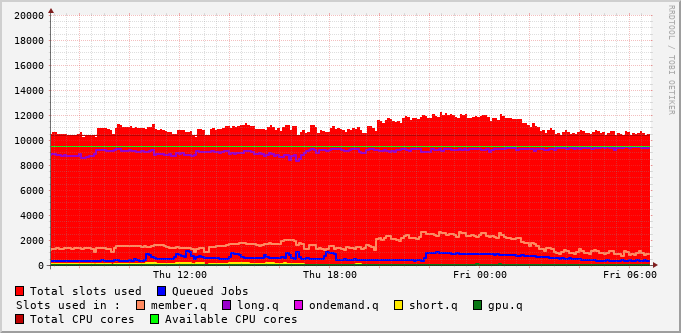 20000
18000
16000
14000
12000
10000
8000
6000
4000
2000
0
Thu 12:00 Thu 18:00 Fri 00:00 Fri 06:00
RRDTOOL / TOBI OETIKER
Total slots used Queued Jobs
Slots used in : member.q long.q ondemand.q short.q gpu.q
Total CPU cores Available CPU cores